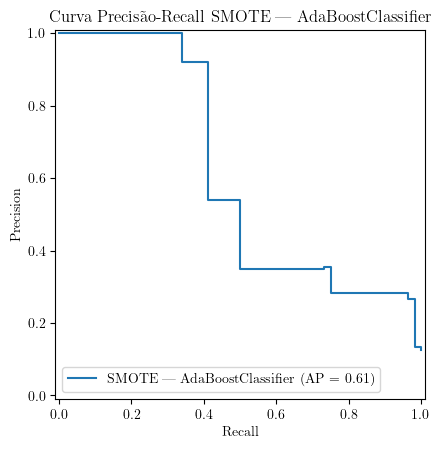 Curva Precisão-Recall SMOTE — AdaBoostClassifier
1.0
0.8
0.6
0.4
0.2
0.0
Precision
SMOTE — AdaBoostClassifier (AP = 0.61)
0.0 0.2 0.4 0.6 0.8 1.0
Recall